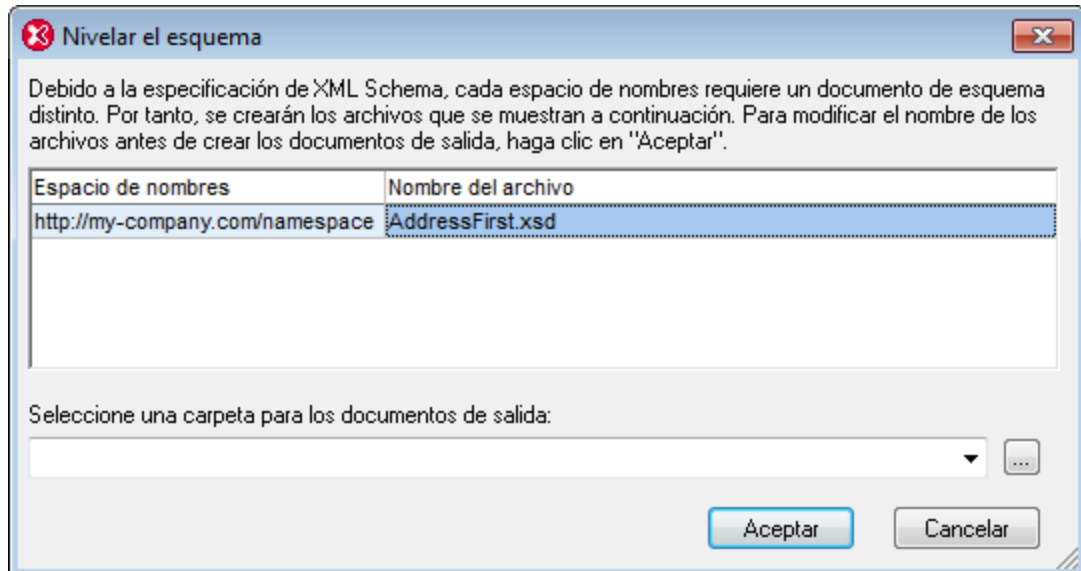 Nivelar el esquema
Debido a la especificación de XML Schema, cada espacio de nombres requiere un documento de esquema
distinto. Por tanto, se crearán los archivos que se muestran a continuación. Para modificar el nombre de los
archivos antes de crear los documentos de salida, haga clic en "Aceptar".
Espacio de nombres Nombre del archivo
http://my-company.com/namespace AddressFirst.xsd
Seleccione una carpeta para los documentos de salida:
...
Aceptar Cancelar